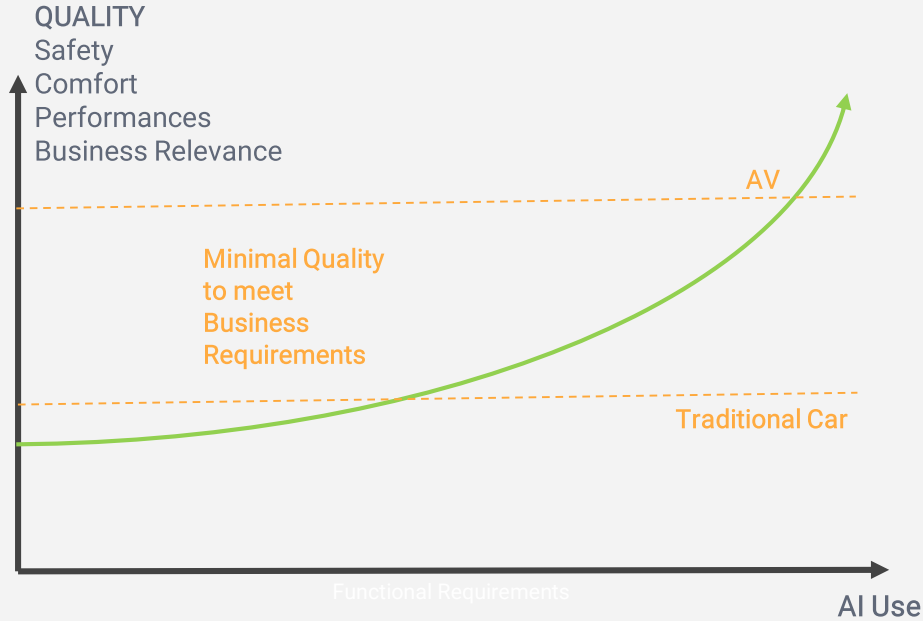 QUALITY
Safety
Comfort
Performances
Business Relevance
AV
Minimal Quality
to meet
Business
Requirements
Traditional Car
Functional Requirements
AI Use